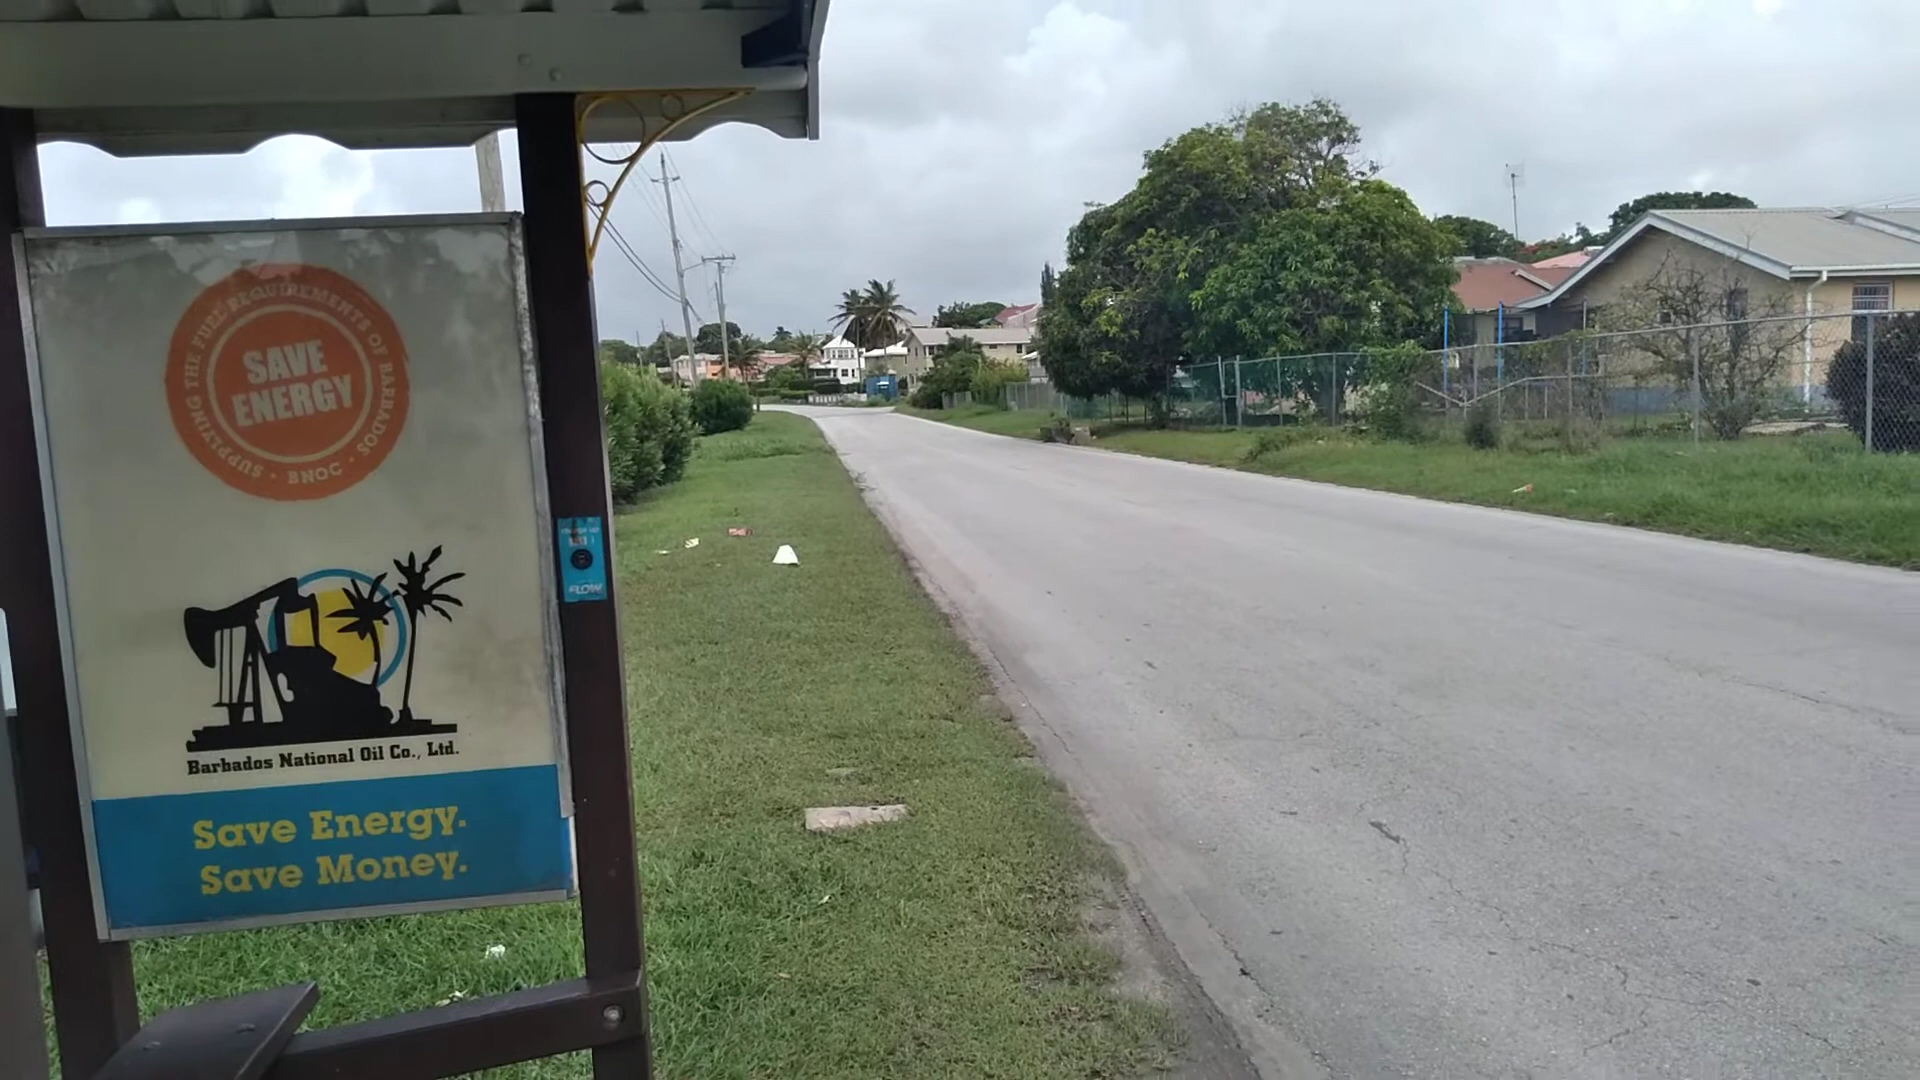 SUPPLYING THE FUEL REQUIREMENTS OF BARBADOS
• BNOC •
SAVE
ENERGY
Barbados National Oil Co., Ltd.
Save Energy.
Save Money.
FLOW